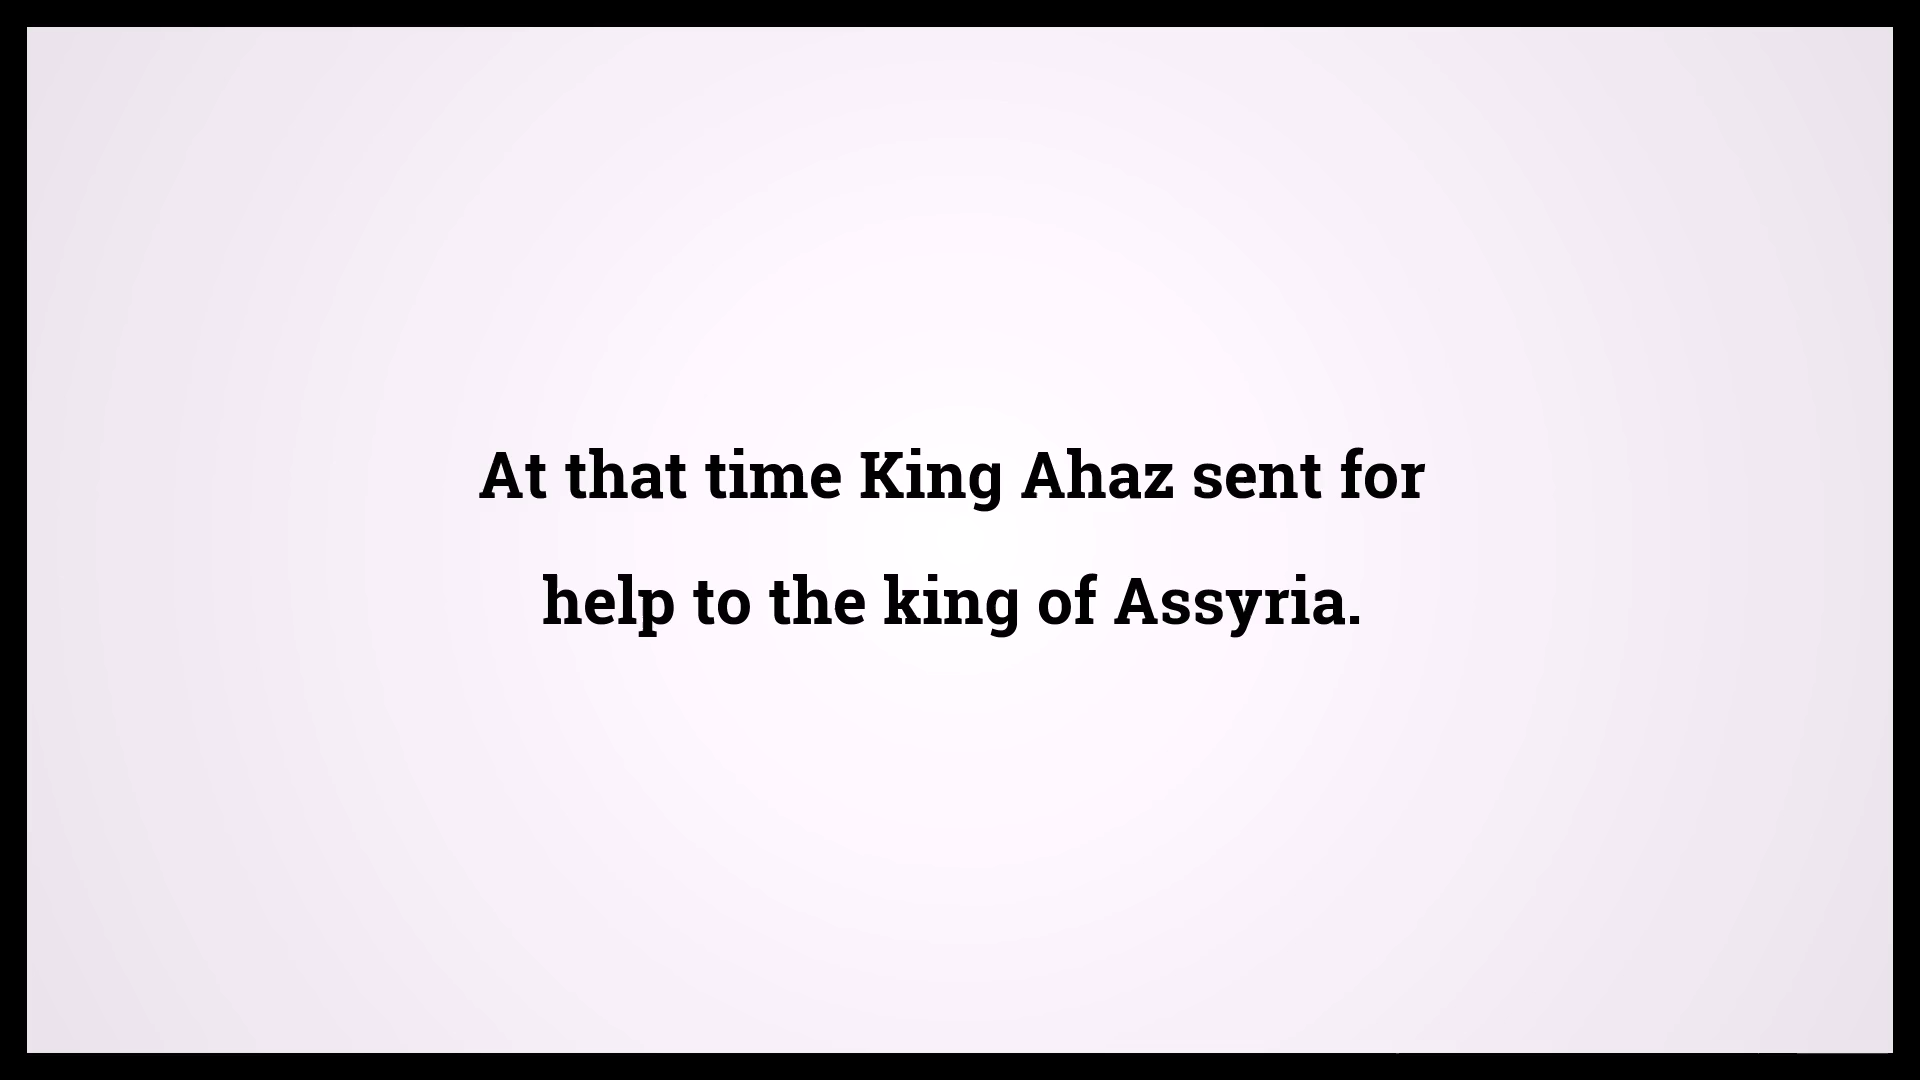 At that time King Ahaz sent for
help to the king of Assyria.